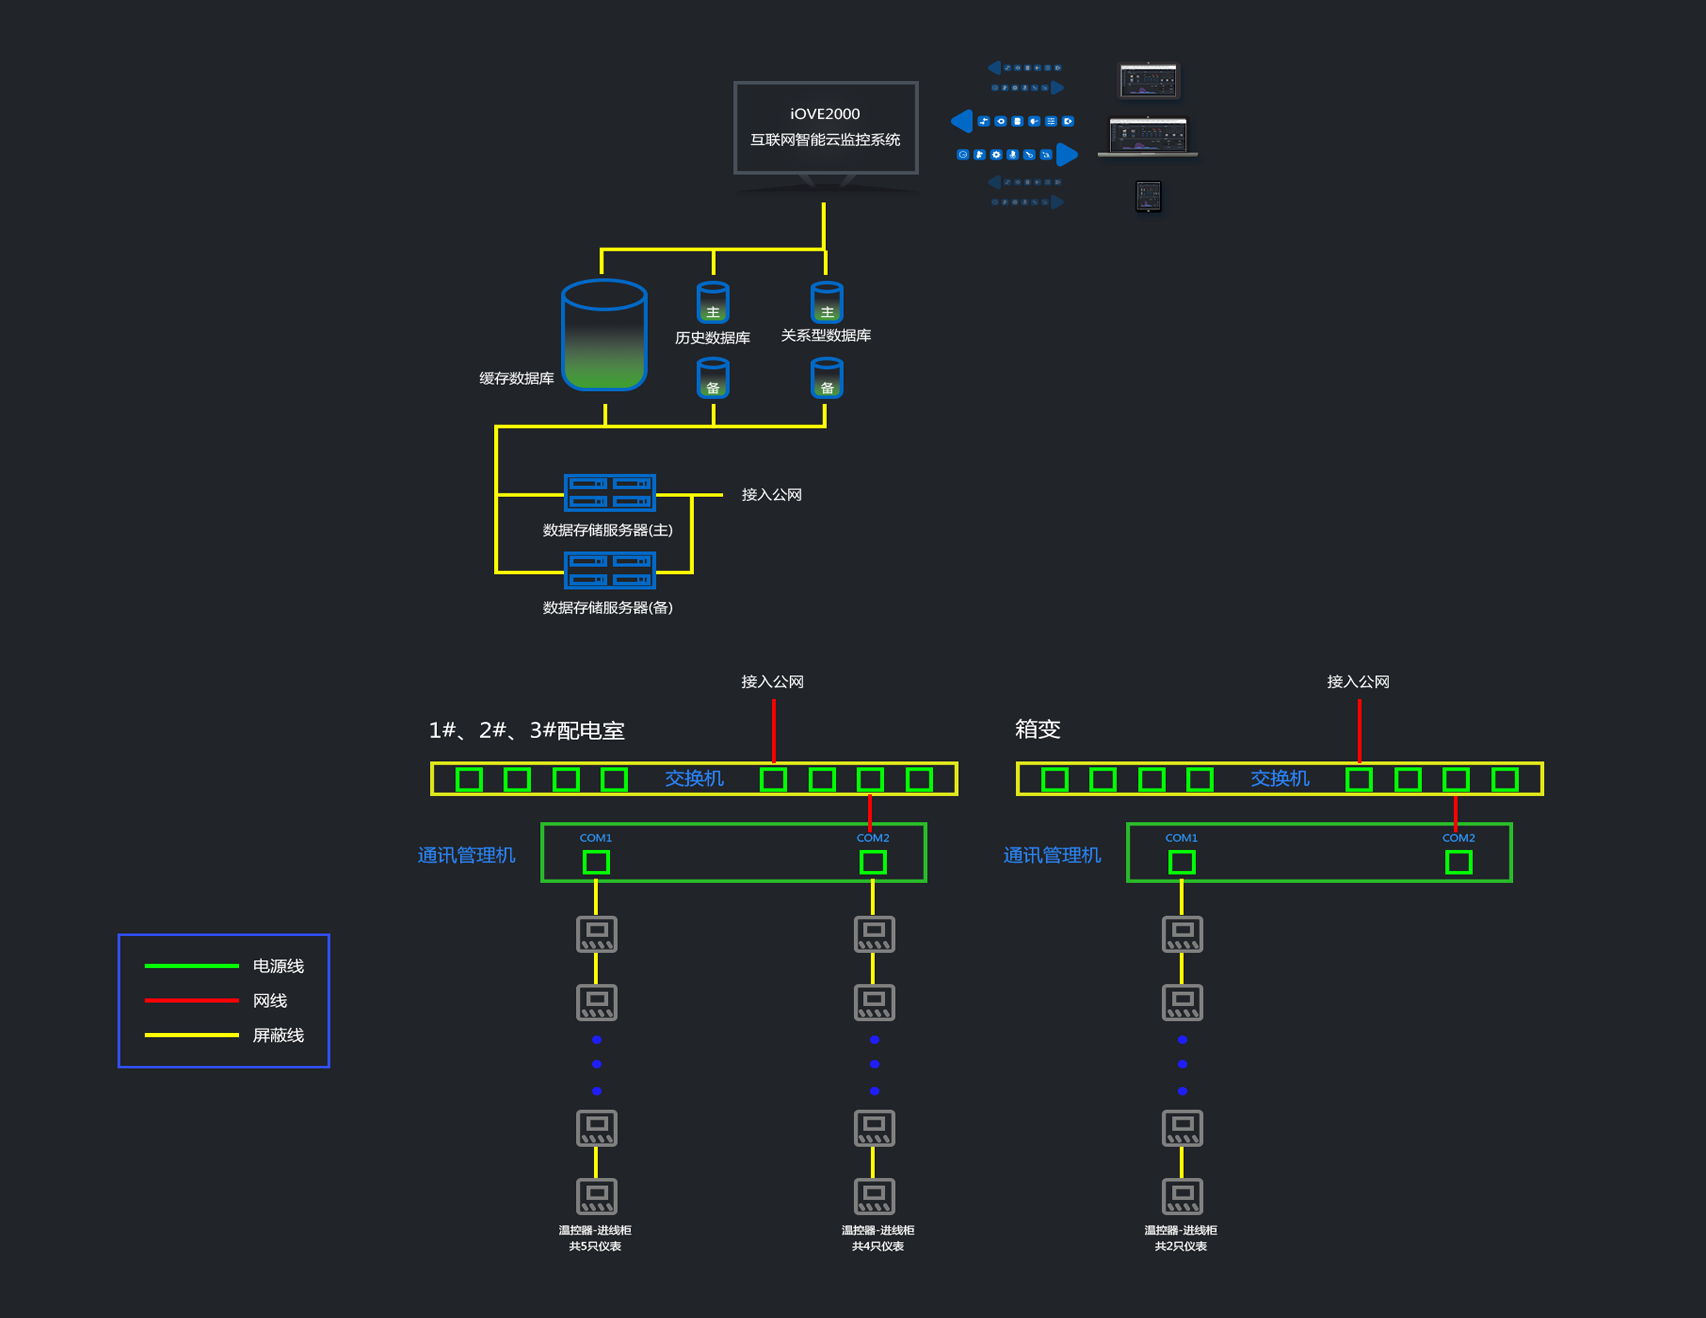 iOVE2000
互联网智能云监控系统
主
主
历史数据库
关系型数据库
缓存数据库
备
备
接入公网
数据存储服务器(主)
数据存储服务器(备)
接入公网
接入公网
1#、2#、3#配电室
箱变
交换机
交换机
COM1
COM2
COM1
COM2
通讯管理机
通讯管理机
电源线
网线
屏蔽线
温控器-进线柜
共5只仪表
温控器-进线柜
共4只仪表
温控器-进线柜
共2只仪表